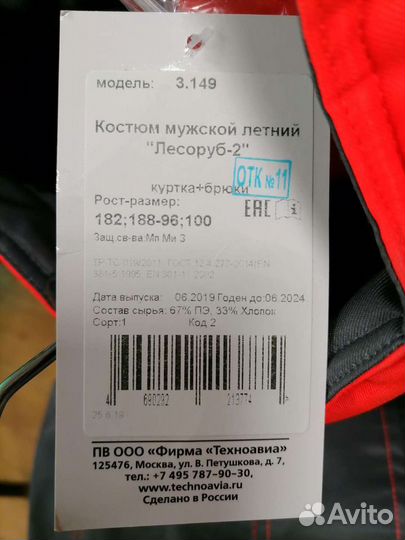 модель: 3.149
Костюм мужской летний
"Лесоруб-2"
ОТК №11
куртка+брюки
Рост-размер:
182;188-96;100
EAC
Защ.св-ва Мп Ми З
Дата выпуска: 06.2019 Годен до:06.2024
Состав сырья: 67% ПЭ, 33% Хлопок
Сорт:1 Код 2
25.6.19
ПВ ООО «Фирма «Техноавиа»
125476, Москва, ул. В. Петушкова, д. 7,
тел.: +7 495 787–90–30,
www.technoavia.ru
Сделано в России
Avito